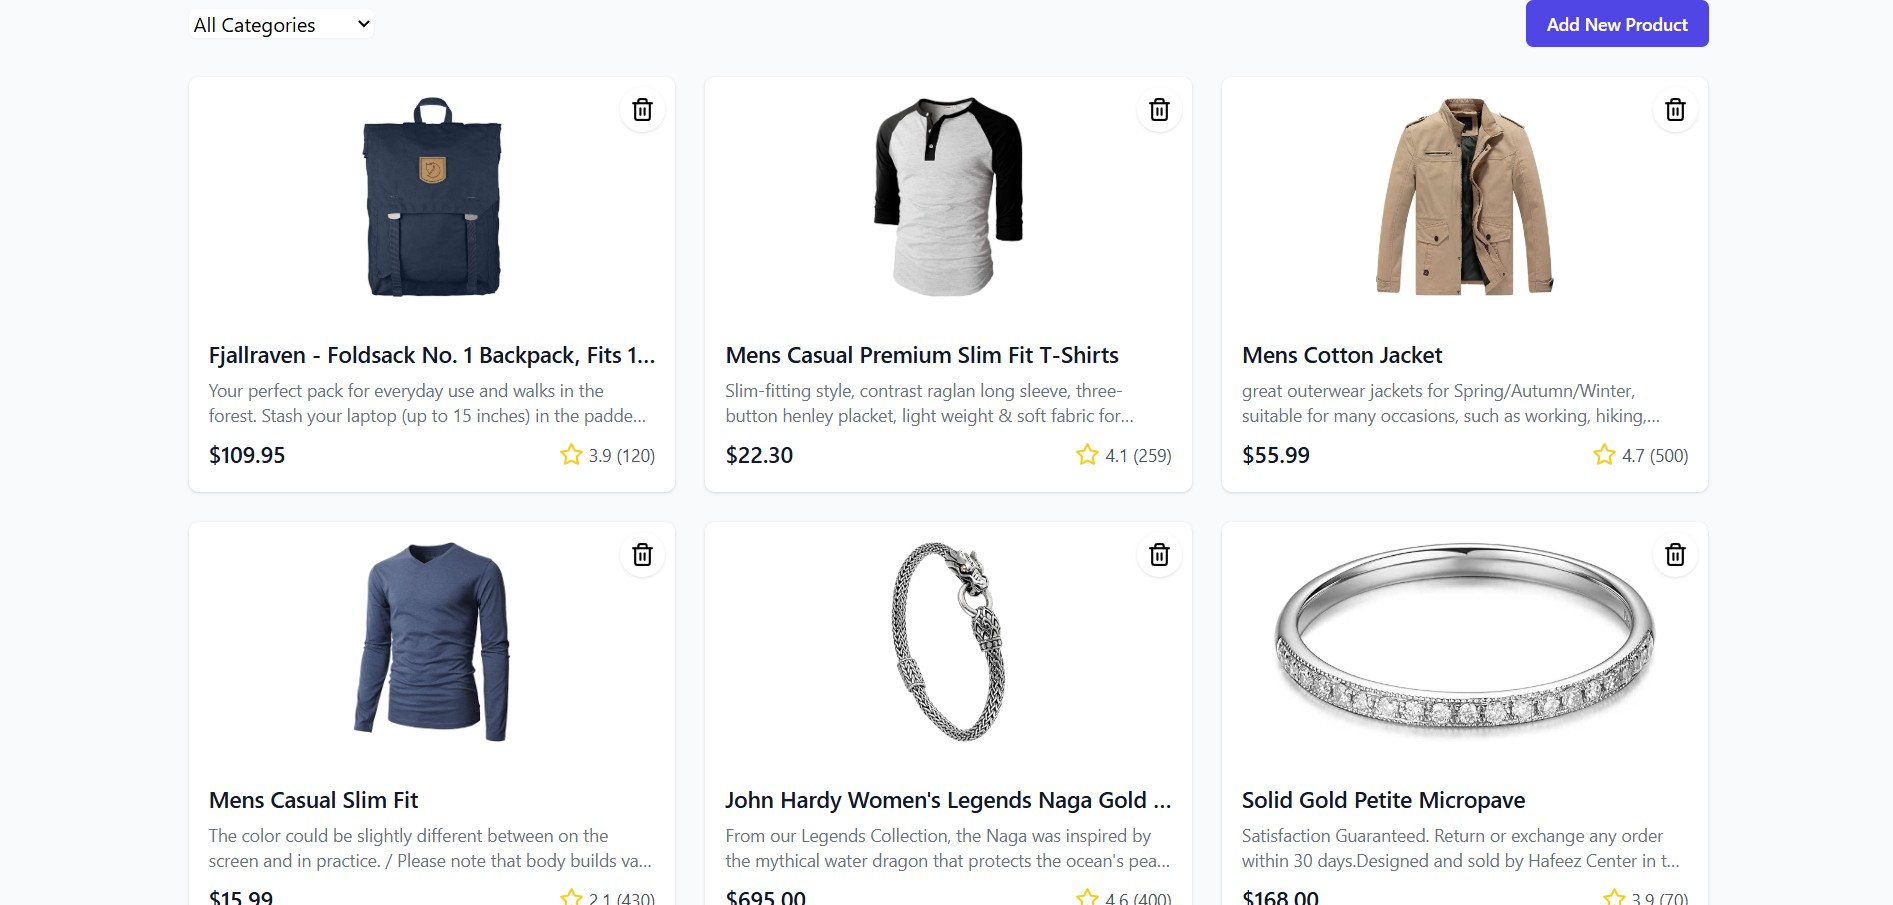 All Categories
Add New Product
Fjallraven - Foldsack No. 1 Backpack, Fits 1...
Your perfect pack for everyday use and walks in the
forest. Stash your laptop (up to 15 inches) in the padde...
$109.95
3.9 (120)
Mens Casual Premium Slim Fit T-Shirts
Slim-fitting style, contrast raglan long sleeve, three-
button henley placket, light weight & soft fabric for...
$22.30
4.1 (259)
Mens Cotton Jacket
great outerwear jackets for Spring/Autumn/Winter,
suitable for many occasions, such as working, hiking,...
$55.99
4.7 (500)
Mens Casual Slim Fit
The color could be slightly different between on the
screen and in practice. / Please note that body builds va...
$15.99
2.1 (430)
John Hardy Women's Legends Naga Gold ...
From our Legends Collection, the Naga was inspired by
the mythical water dragon that protects the ocean's pea...
$695.00
4.6 (400)
Solid Gold Petite Micropave
Satisfaction Guaranteed. Return or exchange any order
within 30 days.Designed and sold by Hafeez Center in t...
$168.00
3.9 (70)